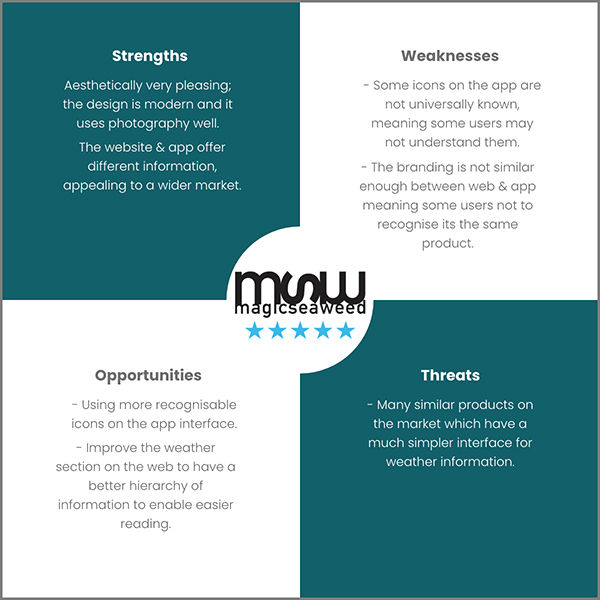 Strengths
Aesthetically very pleasing;
the design is modern and it
uses photography well.
The website & app offer
different information,
appealing to a wider market.
Weaknesses
- Some icons on the app are
not universally known,
meaning some users may
not understand them.
- The branding is not similar
enough between web & app
meaning some users not to
recognise its the same
product.
msw
magicseaweed
Opportunities
- Using more recognisable
icons on the app interface.
- Improve the weather
section on the web to have a
better hierarchy of
information to enable easier
reading.
Threats
- Many similar products on
the market which have a
much simpler interface for
weather information.